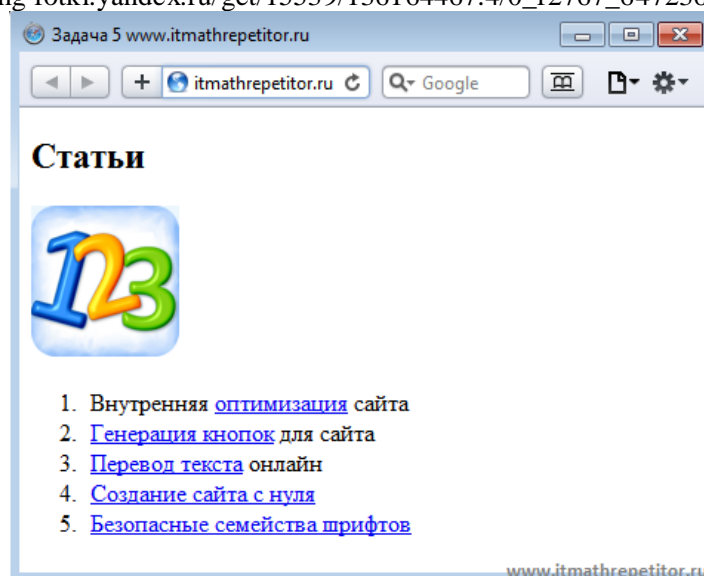 Задача 5 www.itmathrepetitor.ru
itmathrepetitor.ru
Google
Статьи
123
1. Внутренняя оптимизация сайта
2. Генерация кнопок для сайта
3. Перевод текста онлайн
4. Создание сайта с нуля
5. Безопасные семейства шрифтов
www.itmathrepetitor.ru